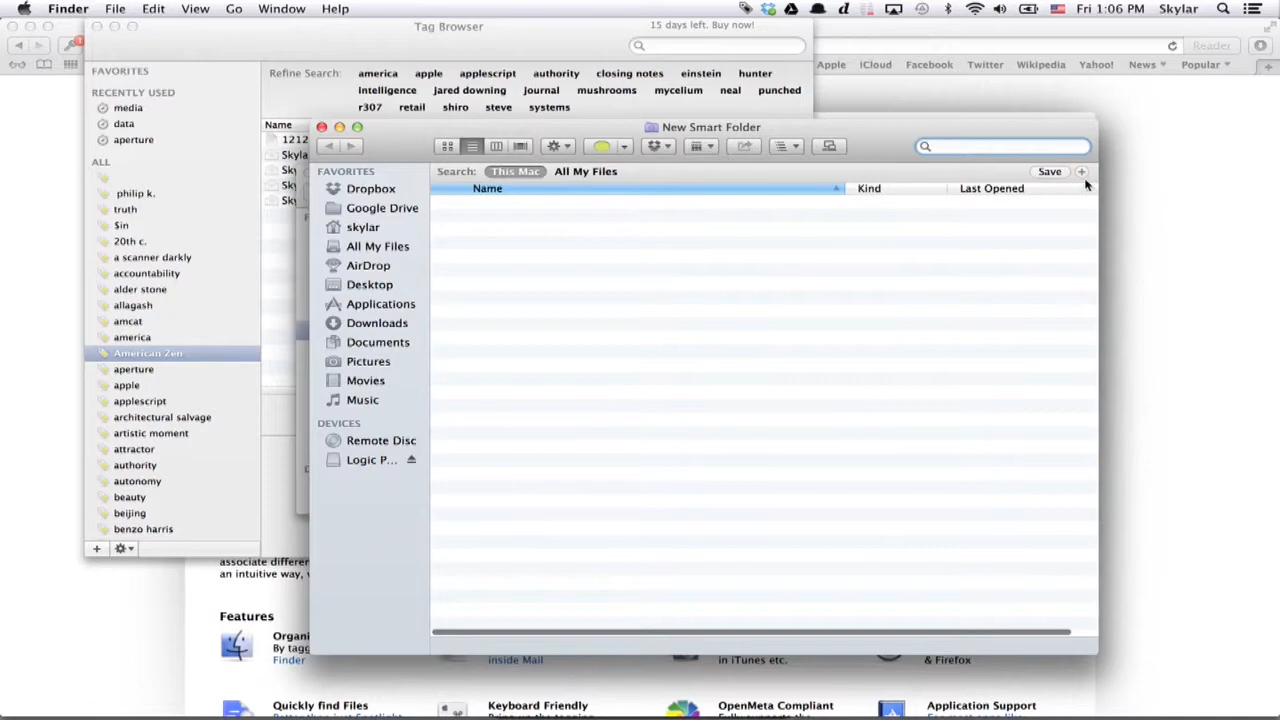 Finder File Edit View Go Window Help Fri 1:06 PM Skylar
Tag Browser 15 days left. Buy now!
Reader
Apple iCloud Facebook Twitter Wikipedia Yahoo! News Popular
FAVORITES
RECENTLY USED
media
data
aperture
ALL
philip k.
truth
$in
20th c.
a scanner darkly
accountability
alder stone
allagash
amcat
america
American Zen
aperture
apple
applescript
architectural salvage
artistic moment
attractor
authority
autonomy
beauty
beijing
benzo harris
Refine Search: america apple applescript authority closing notes einstein hunter
intelligence jared downing journal mushrooms mycelium neal punched
r307 retail shiro steve systems
Name
1212
Skyla
Sky
Sky
Sky
New Smart Folder
FAVORITES
Dropbox
Google Drive
skylar
All My Files
AirDrop
Desktop
Applications
Downloads
Documents
Pictures
Movies
Music
DEVICES
Remote Disc
Logic P...
Search: This Mac All My Files Save
Name Kind Last Opened
associate differen
an intuitive way, v
Features
Organi
By tag
Finder
inside Mail
in iTunes etc.
& Firefox
Quickly find Files
Keyboard Friendly
OpenMeta Compliant
Application Support